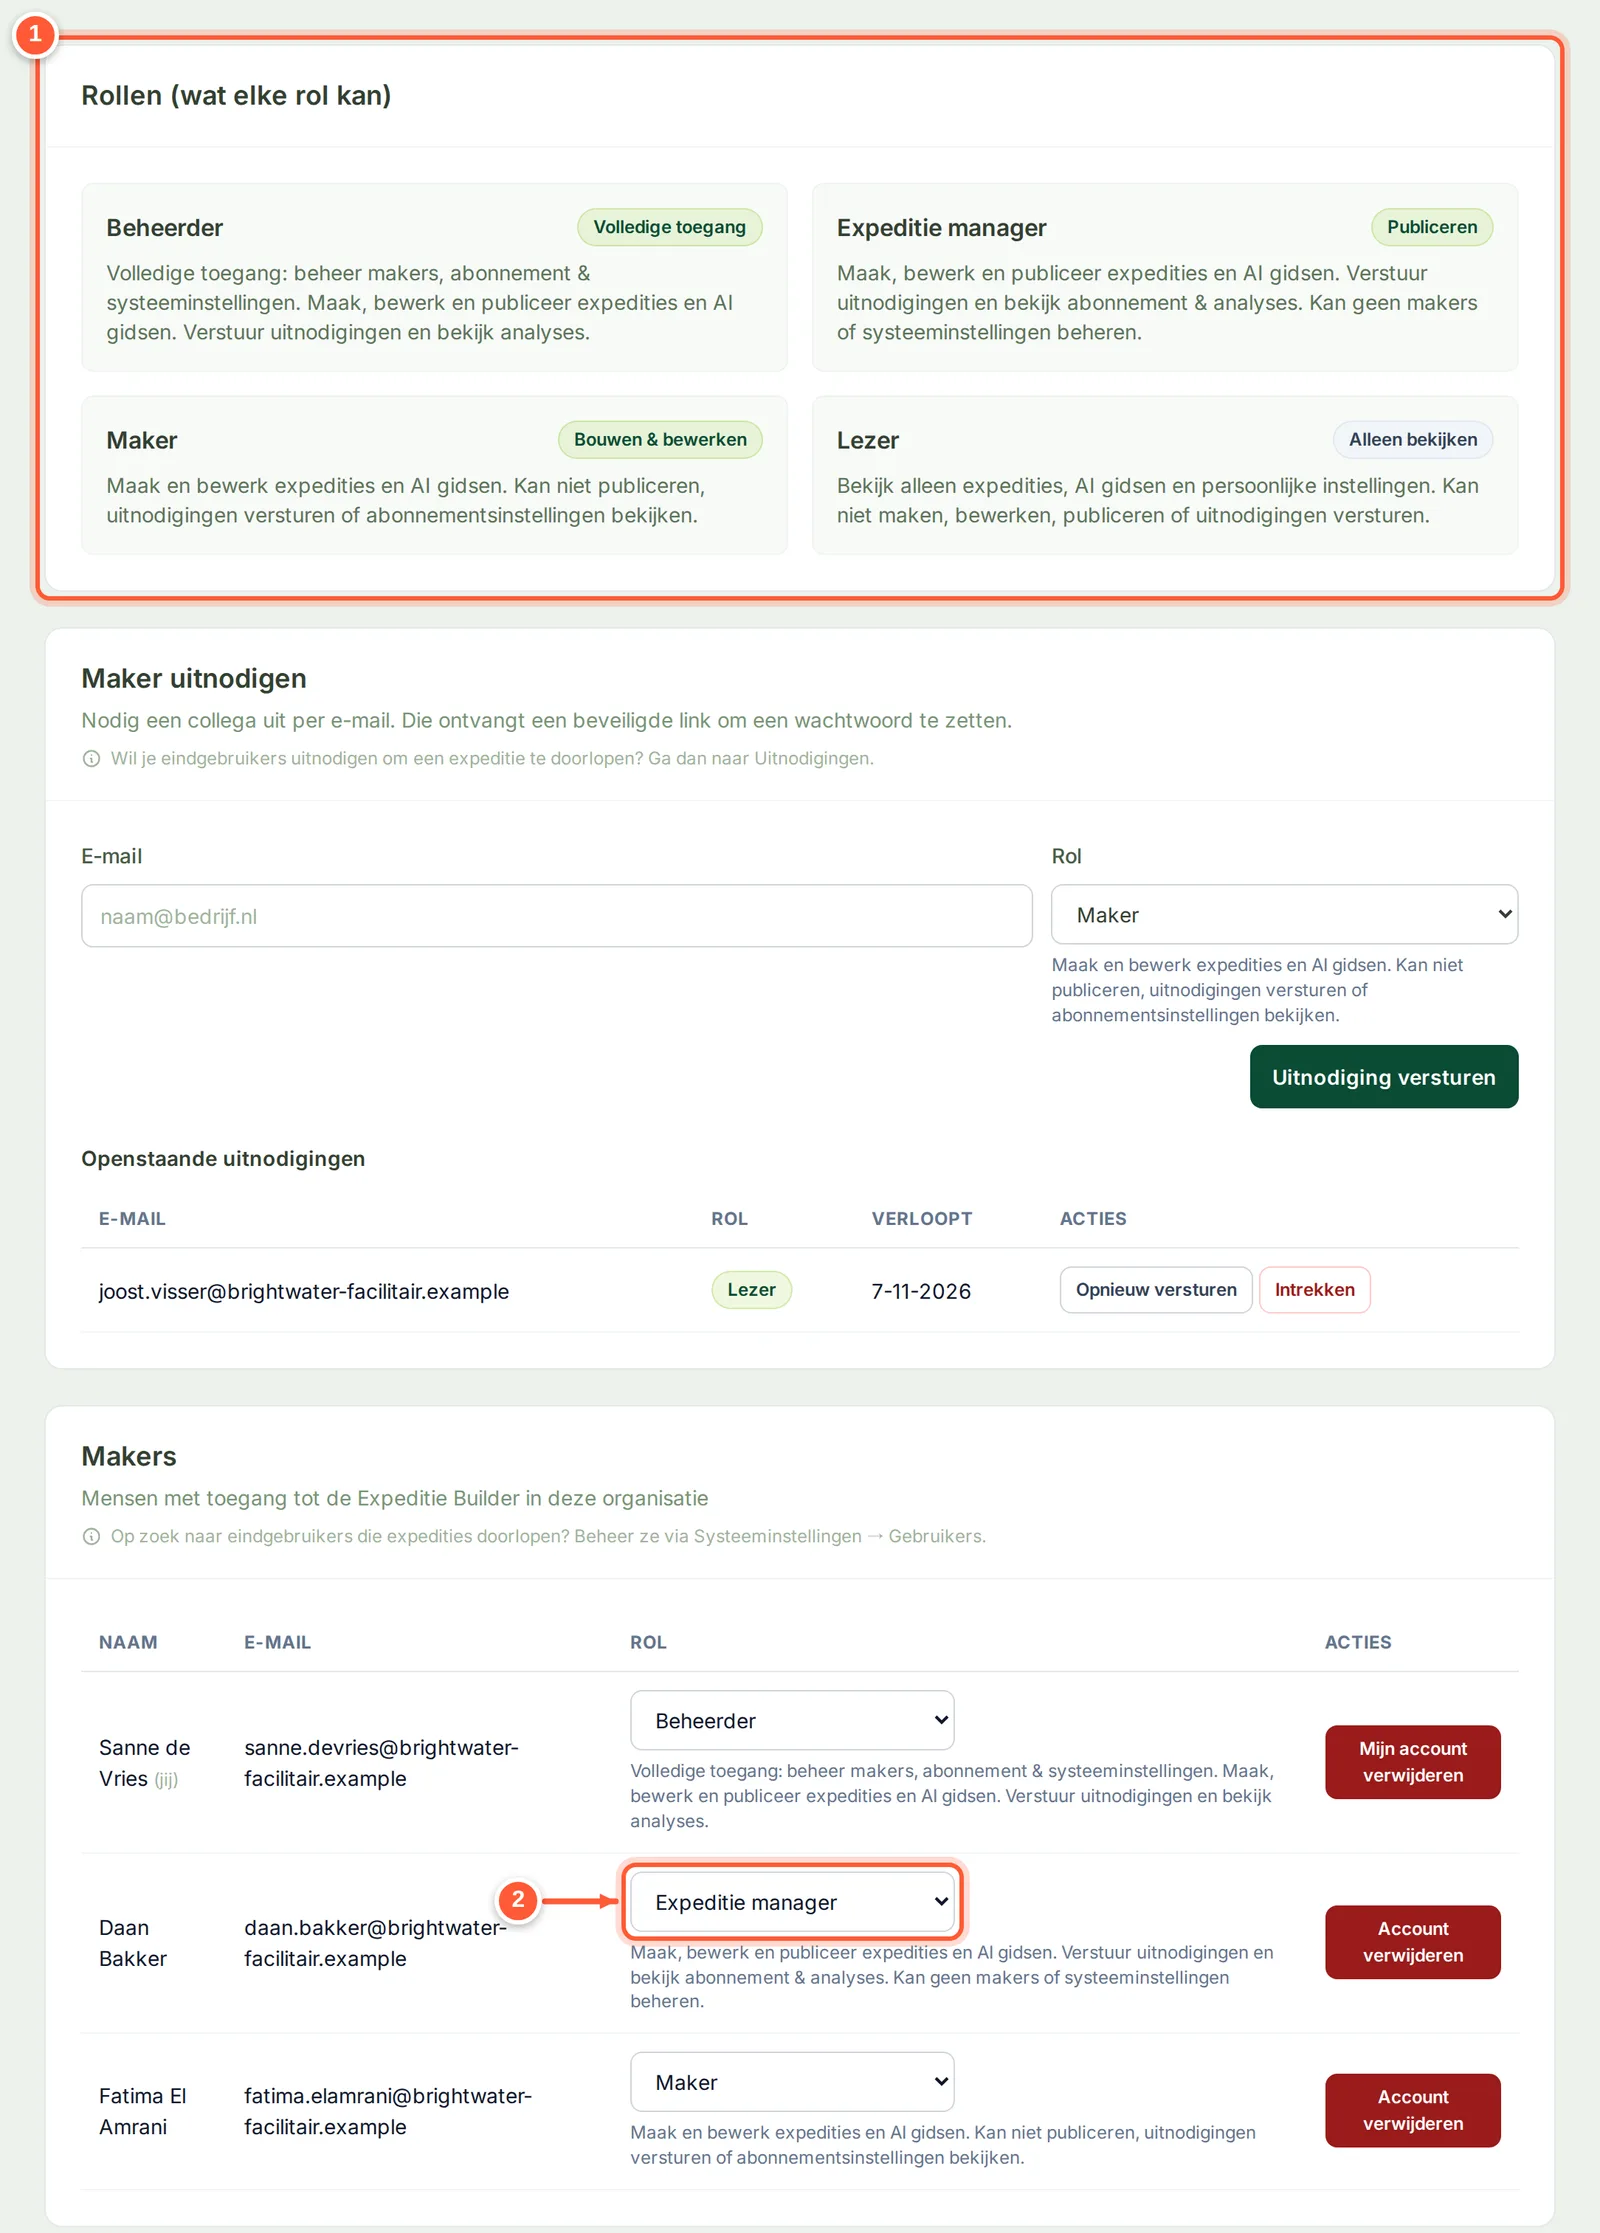 1
Rollen (wat elke rol kan)
Beheerder
Volledige toegang
Volledige toegang: beheer makers, abonnement &
systeeminstellingen. Maak, bewerk en publiceer expedities en AI
gidsen. Verstuur uitnodigingen en bekijk analyses.
Expeditie manager
Publiceren
Maak, bewerk en publiceer expedities en AI gidsen. Verstuur
uitnodigingen en bekijk abonnement & analyses. Kan geen makers
of systeeminstellingen beheren.
Maker
Bouwen & bewerken
Maak en bewerk expedities en AI gidsen. Kan niet publiceren,
uitnodigingen versturen of abonnementsinstellingen bekijken.
Lezer
Alleen bekijken
Bekijk alleen expedities, AI gidsen en persoonlijke instellingen. Kan
niet maken, bewerken, publiceren of uitnodigingen versturen.
Maker uitnodigen
Nodig een collega uit per e-mail. Die ontvangt een beveiligde link om een wachtwoord te zetten.
Wil je eindgebruikers uitnodigen om een expeditie te doorlopen? Ga dan naar Uitnodigingen.
E-mail
naam@bedrijf.nl
Rol
Maker
Maak en bewerk expedities en AI gidsen. Kan niet
publiceren, uitnodigingen versturen of
abonnementsinstellingen bekijken.
Uitnodiging versturen
Openstaande uitnodigingen
E-MAIL ROL VERLOOPT ACTIES
joost.visser@brightwater-facilitair.example Lezer 7-11-2026 Opnieuw versturen Intrekken
Makers
Mensen met toegang tot de Expeditie Builder in deze organisatie
Op zoek naar eindgebruikers die expedities doorlopen? Beheer ze via Systeeminstellingen → Gebruikers.
NAAM E-MAIL ROL ACTIES
Sanne de
Vries (jij)
sanne.devries@brightwater-
facilitair.example
Beheerder
Volledige toegang: beheer makers, abonnement & systeeminstellingen. Maak,
bewerk en publiceer expedities en AI gidsen. Verstuur uitnodigingen en bekijk
analyses.
Mijn account
verwijderen
Daan
Bakker
daan.bakker@brightwater-
facilitair.example
2
Expeditie manager
Maak, bewerk en publiceer expedities en AI gidsen. Verstuur uitnodigingen en
bekijk abonnement & analyses. Kan geen makers of systeeminstellingen
beheren.
Account
verwijderen
Fatima El
Amrani
fatima.elamrani@brightwater-
facilitair.example
Maker
Maak en bewerk expedities en AI gidsen. Kan niet publiceren, uitnodigingen
versturen of abonnementsinstellingen bekijken.
Account
verwijderen